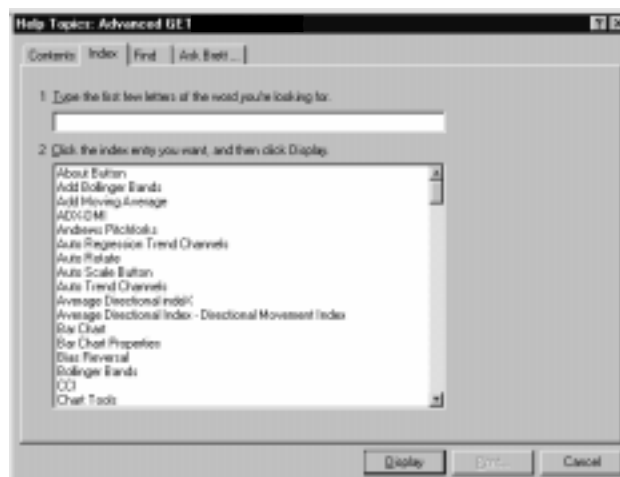 Help Topics: Advanced GET
Contents Index Find Ask Brett...
1 Type the first few letters of the word you're looking for.
2 Click the index entry you want, and then click Display.
About Button
Add Bollinger Bands
Add Moving Average
ADX-DMI
Andrews Pitchforks
Auto Regression Trend Channels
Auto Rotate
Auto Scale Button
Auto Trend Channels
Average Directional indeX
Average Directional Index - Directional Movement Index
Bar Chart
Bar Chart Properties
Bias Reversal
Bollinger Bands
CCI
Chart Tools
Display Print... Cancel